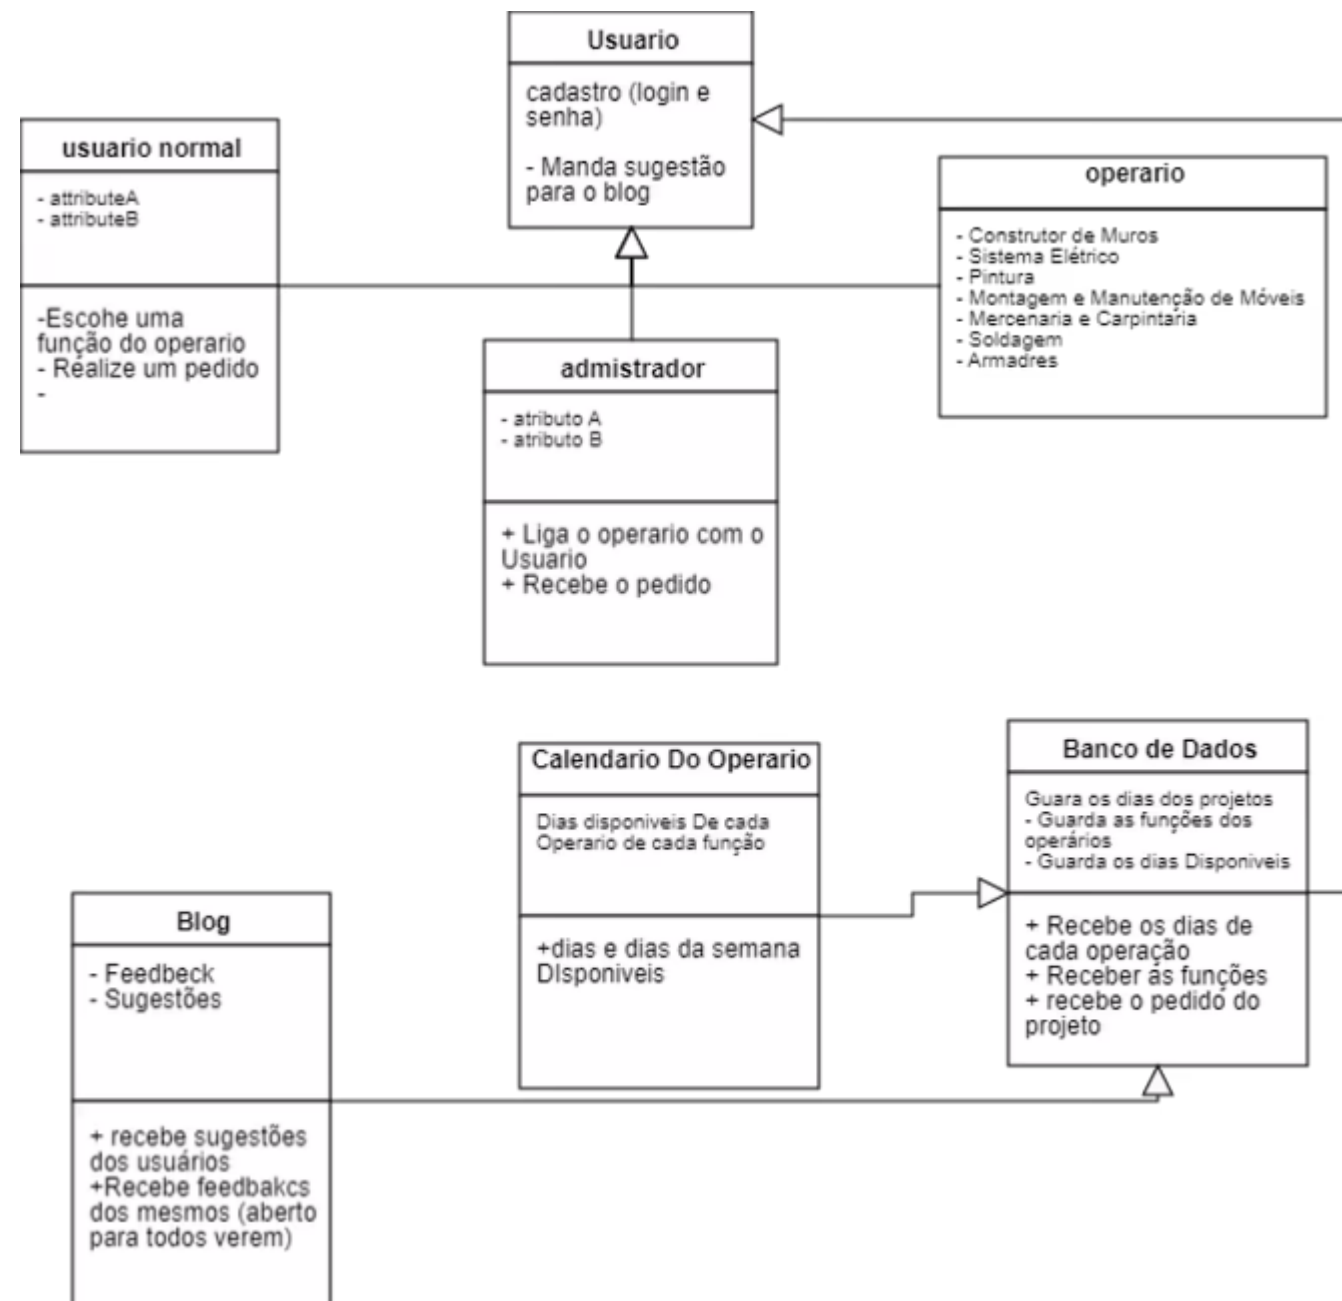 Usuario
cadastro (login e
senha)
- Manda sugestão
para o blog
usuario normal
- attributeA
- attributeB
-Escohe uma
função do operario
- Realize um pedido
-
operario
- Construtor de Muros
- Sistema Elétrico
- Pintura
- Montagem e Manutenção de Móveis
- Mercenaria e Carpintaria
- Soldagem
- Armadres
admistrador
- atributo A
- atributo B
+ Liga o operario com o
Usuario
+ Recebe o pedido
Calendario Do Operario
Dias disponiveis De cada
Operario de cada função
+dias e dias da semana
DIsponiveis
Banco de Dados
Guara os dias dos projetos
- Guarda as funções dos
operários
- Guarda os dias Disponiveis
+ Recebe os dias de
cada operação
+ Receber as funções
+ recebe o pedido do
projeto
Blog
- Feedbeck
- Sugestões
+ recebe sugestões
dos usuários
+Recebe feedbakcs
dos mesmos (aberto
para todos verem)